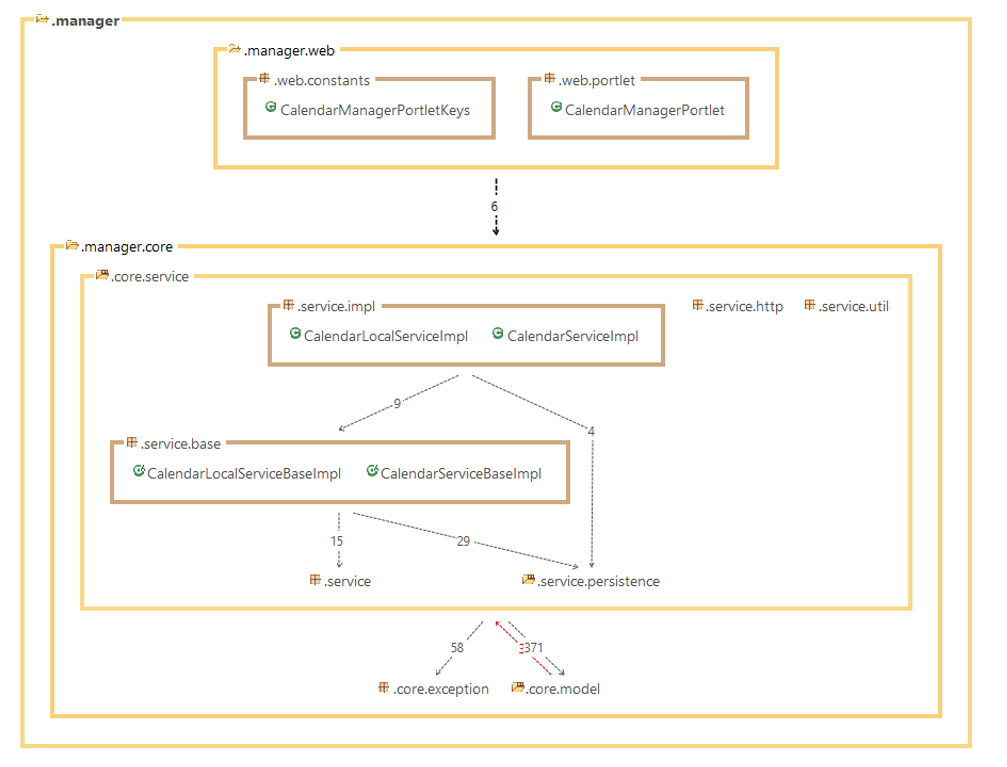 .manager
.manager.web
.web.constants
.web.portlet
CalendarManagerPortletKeys
CalendarManagerPortlet
6
.manager.core
.core.service
.service.impl
.service.http
.service.util
CalendarLocalServiceImpl
CalendarServiceImpl
9
4
.service.base
CalendarLocalServiceBaseImpl
CalendarServiceBaseImpl
15
29
.service
.service.persistence
58
371
.core.exception
.core.model